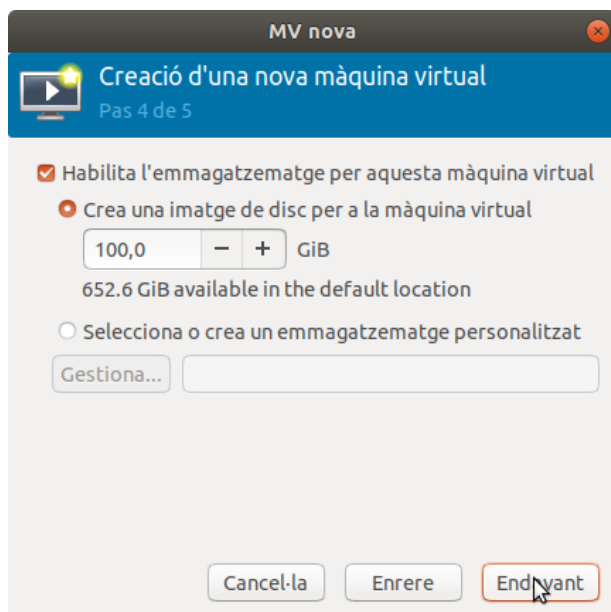 MV nova
Creació d'una nova màquina virtual
Pas 4 de 5
Habilita l'emmagatzematge per aquesta màquina virtual
Crea una imatge de disc per a la màquina virtual
100,0 − + GiB
652.6 GiB available in the default location
Selecciona o crea un emmagatzematge personalitzat
Gestiona...
Cancel·la Enrere Endavant